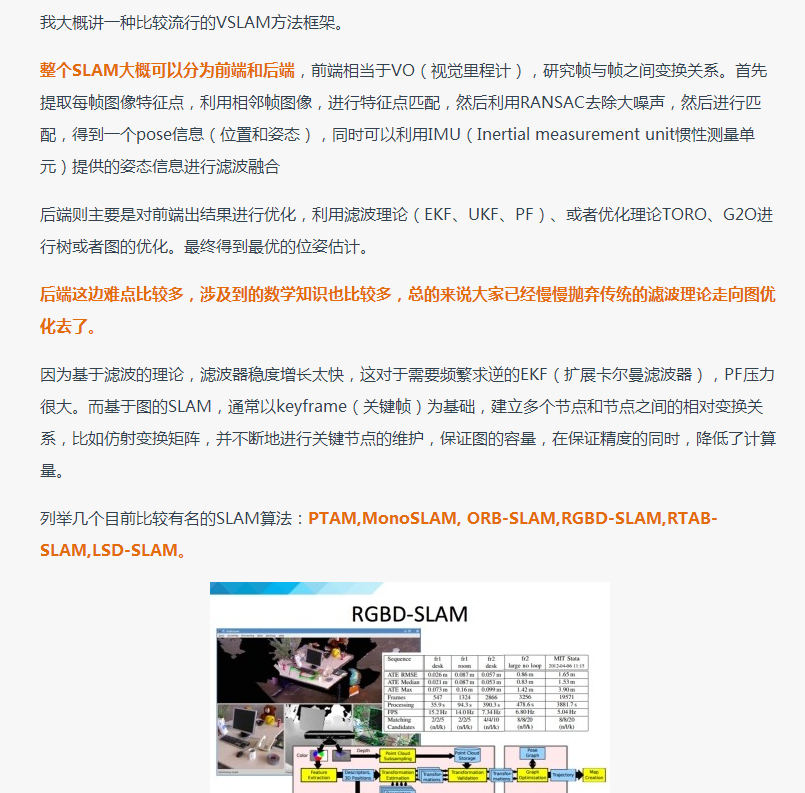 我大概讲一种比较流行的VSLAM方法框架。
整个SLAM大概可以分为前端和后端，前端相当于VO（视觉里程计），研究帧与帧之间变换关系。首先
提取每帧图像特征点，利用相邻帧图像，进行特征点匹配，然后利用RANSAC去除大噪声，然后进行匹
配，得到一个pose信息（位置和姿态），同时可以利用IMU（Inertial measurement unit惯性测量单
元）提供的姿态信息进行滤波融合
后端则主要是对前端出结果进行优化，利用滤波理论（EKF、UKF、PF）、或者优化理论TORO、G2O进
行树或者图的优化。最终得到最优的位姿估计。
后端这边难点比较多，涉及到的数学知识也比较多，总的来说大家已经慢慢抛弃传统的滤波理论走向图优
化去了。
因为基于滤波的理论，滤波器稳度增长太快，这对于需要频繁求逆的EKF（扩展卡尔曼滤波器），PF压力
很大。而基于图的SLAM，通常以keyframe（关键帧）为基础，建立多个节点和节点之间的相对变换关
系，比如仿射变换矩阵，并不断地进行关键节点的维护，保证图的容量，在保证精度的同时，降低了计算
量。
列举几个目前比较有名的SLAM算法：PTAM,MonoSLAM, ORB-SLAM,RGBD-SLAM,RTAB-
SLAM,LSD-SLAM。
RGBD-SLAM
Sequence fr1 desk fr1 room fr2 desk fr2 large no loop MIT Stata 2012-04-06 11:15
ATE RMSE 0.026 m 0.087 m 0.057 m 0.86 m 1.65 m
ATE Median 0.021 m 0.087 m 0.053 m 0.83 m 1.33 m
ATE Max 0.073 m 0.16 m 0.099 m 1.42 m 3.90 m
Frames 547 1324 2866 3256 19571
Processing 35.9 s 94.3 s 390.3 s 478.6 s 3881.7 s
FPS 15.2 Hz 14.0 Hz 7.34 Hz 6.80 Hz 5.04 Hz
Matching 2/2/5 2/2/5 4/4/10 8/8/20 8/8/20
Candidates (n/l/k) (n/l/k) (n/l/k) (n/l/k) (n/l/k)
Color Depth Point Cloud Subsampling Point Cloud Storage Pose Graph
Feature Extraction Descriptors, 3D Positions Transformation Estimation Transformations Transformation Validation Transformations Graph Optimization Trajectory Map Creation